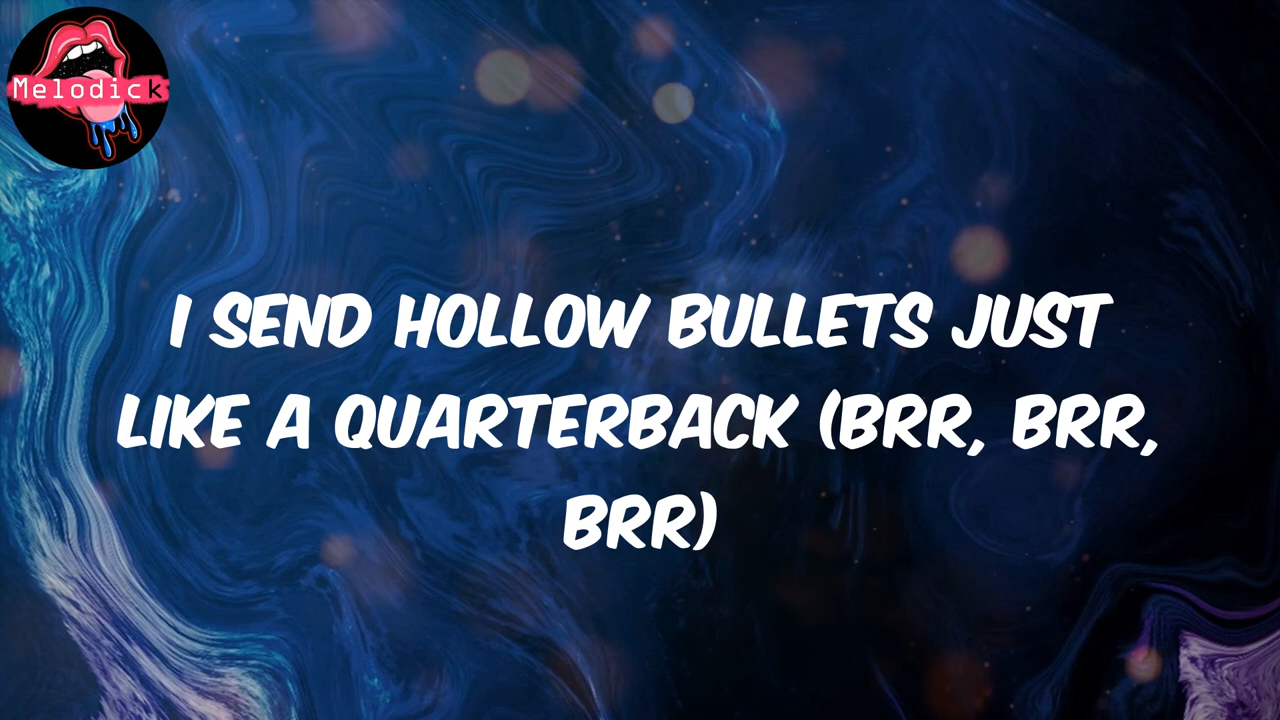 Melodick
I SEND HOLLOW BULLETS JUST
LIKE A QUARTERBACK (BRR, BRR,
BRR)